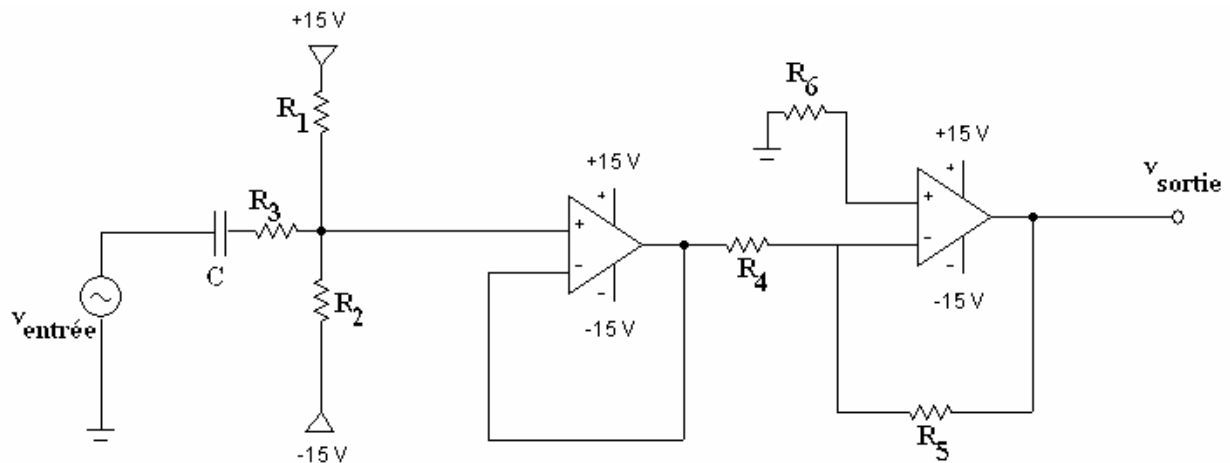 +15 V
R1
R3
C
R2
ventrée
-15 V
+
−
+15 V
+
−
-15 V
R4
R6
+
−
+15 V
+
−
-15 V
R5
vsortie